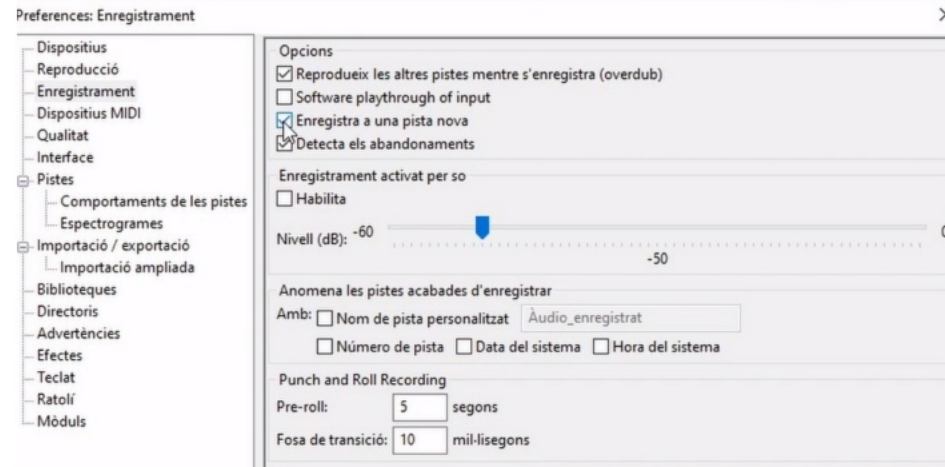 Preferences: Enregistrament
Dispositius
Reproducció
Enregistrament
Dispositius MIDI
Qualitat
Interface
Pistes
Comportaments de les pistes
Espectrogrames
Importació / exportació
Importació ampliada
Biblioteques
Directoris
Advertències
Efectes
Teclat
Ratolí
Mòduls
Opcions
Reprodueix les altres pistes mentre s'enregistra (overdub)
Software playthrough of input
Enregistra a una pista nova
Detecta els abandonaments
Enregistrament activat per so
Habilita
Nivell (dB): -60 0
-50
Anomena les pistes acabades d'enregistrar
Amb: Nom de pista personalitzat Àudio_enregistrat
Número de pista Data del sistema Hora del sistema
Punch and Roll Recording
Pre-roll: 5 segons
Fosa de transició: 10 mil·lisegons